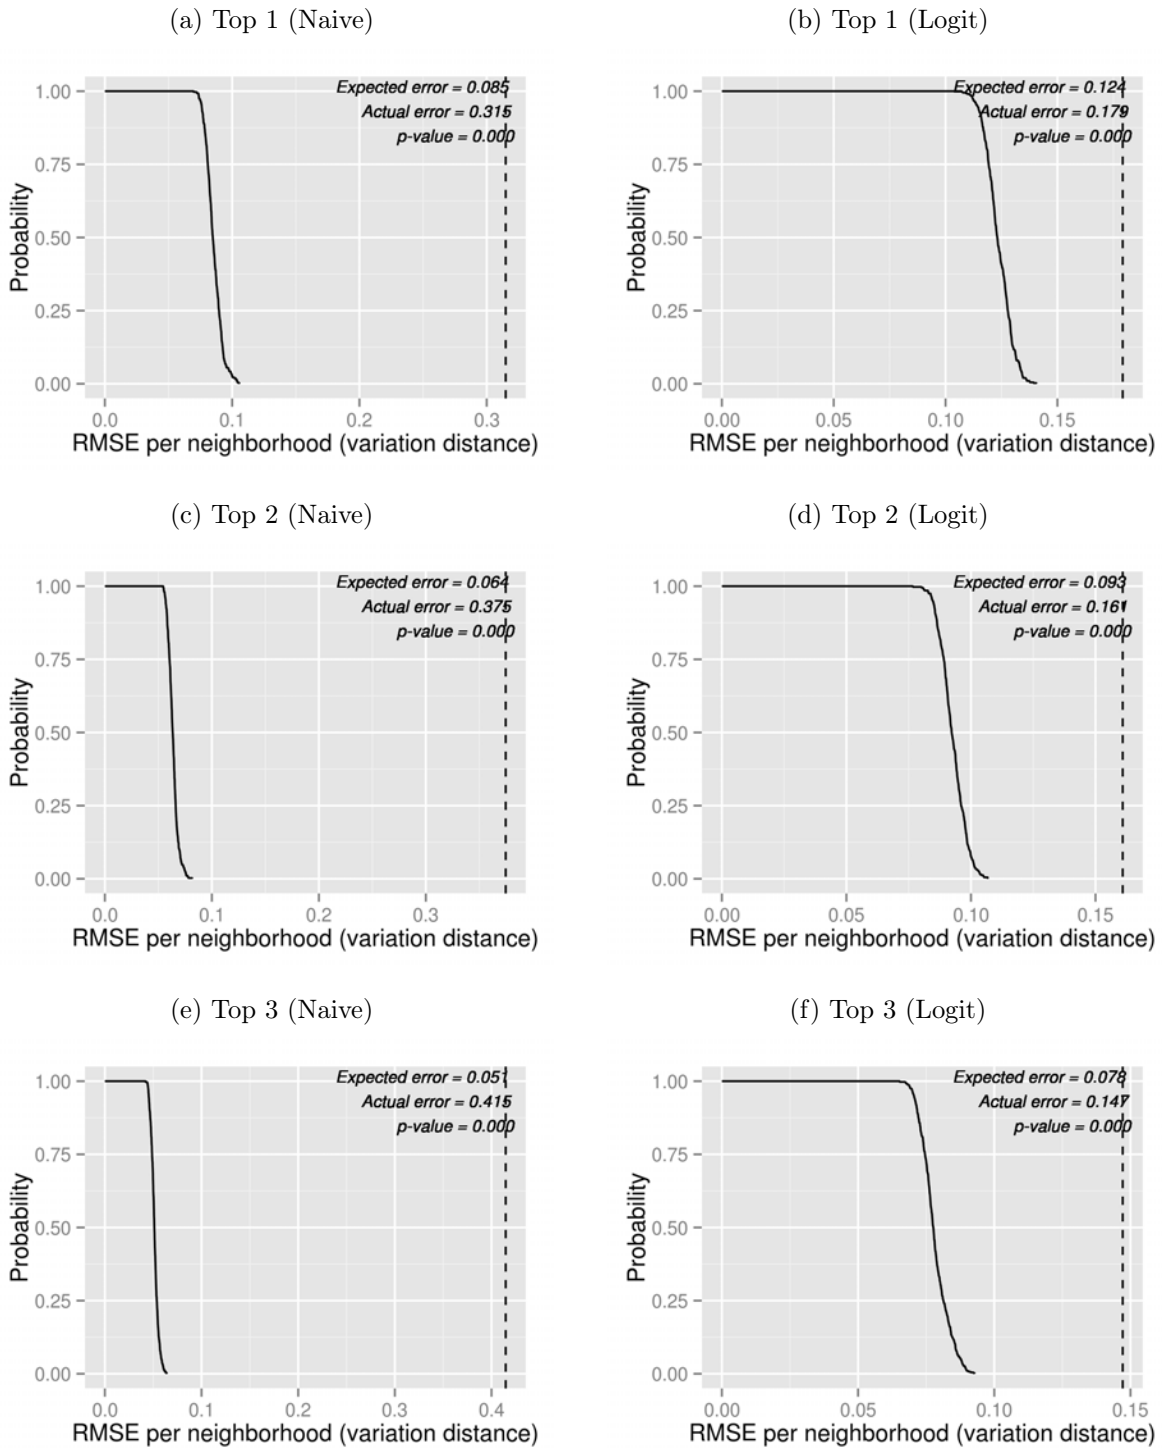 (a) Top 1 (Naive)
Expected error = 0.085
Actual error = 0.315
p-value = 0.000
1.00
0.75
0.50
0.25
0.00
Probability
0.0 0.1 0.2 0.3
RMSE per neighborhood (variation distance)
(b) Top 1 (Logit)
Expected error = 0.124
Actual error = 0.179
p-value = 0.000
1.00
0.75
0.50
0.25
0.00
Probability
0.00 0.05 0.10 0.15
RMSE per neighborhood (variation distance)
(c) Top 2 (Naive)
Expected error = 0.064
Actual error = 0.375
p-value = 0.000
1.00
0.75
0.50
0.25
0.00
Probability
0.0 0.1 0.2 0.3
RMSE per neighborhood (variation distance)
(d) Top 2 (Logit)
Expected error = 0.093
Actual error = 0.161
p-value = 0.000
1.00
0.75
0.50
0.25
0.00
Probability
0.00 0.05 0.10 0.15
RMSE per neighborhood (variation distance)
(e) Top 3 (Naive)
Expected error = 0.051
Actual error = 0.415
p-value = 0.000
1.00
0.75
0.50
0.25
0.00
Probability
0.0 0.1 0.2 0.3 0.4
RMSE per neighborhood (variation distance)
(f) Top 3 (Logit)
Expected error = 0.078
Actual error = 0.147
p-value = 0.000
1.00
0.75
0.50
0.25
0.00
Probability
0.00 0.05 0.10 0.15
RMSE per neighborhood (variation distance)